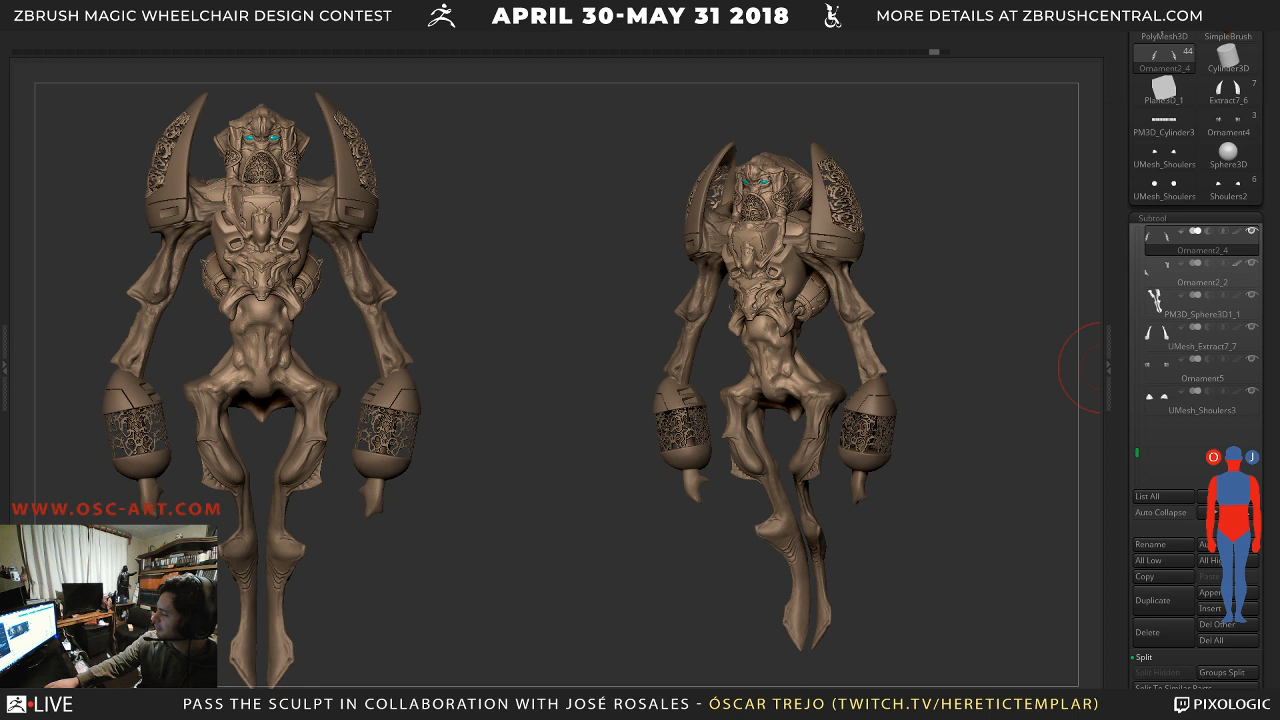 ZBRUSH MAGIC WHEELCHAIR DESIGN CONTEST
APRIL 30-MAY 31 2018
MORE DETAILS AT ZBRUSHCENTRAL.COM
PolyMesh3D SimpleBrush
44
Ornament2_4 Cylinder3D
7
Plane3D_1 Extract7_6
3
PM3D_Cylinder3 Ornament4
UMesh_Shoulers Sphere3D
6
UMesh_Shoulers Shoulers2
Subtool
Ornament2_4
Ornament2_2
PM3D_Sphere3D1_1
UMesh_Extract7_7
Ornament5
UMesh_Shoulers3
O J
List All
Auto Collapse
Rename
All Low
Copy
Duplicate
Insert
Delete
Del Other
Del All
Split
Split Hidden Groups Split
Split To Similar Parts
WWW.OSC-ART.COM
LIVE
PASS THE SCULPT IN COLLABORATION WITH JOSÉ ROSALES - ÓSCAR TREJO (TWITCH.TV/HERETICTEMPLAR)
PIXOLOGIC